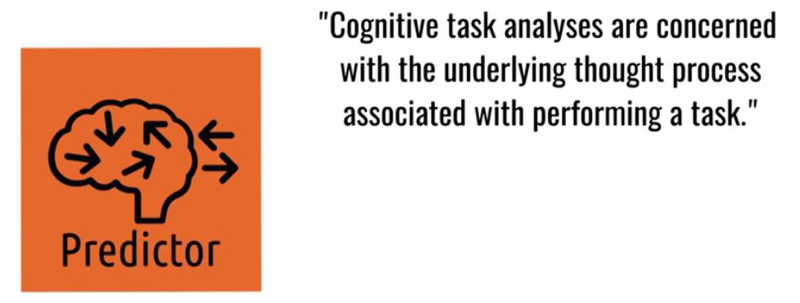 "Cognitive task analyses are concerned
with the underlying thought process
associated with performing a task."
Predictor